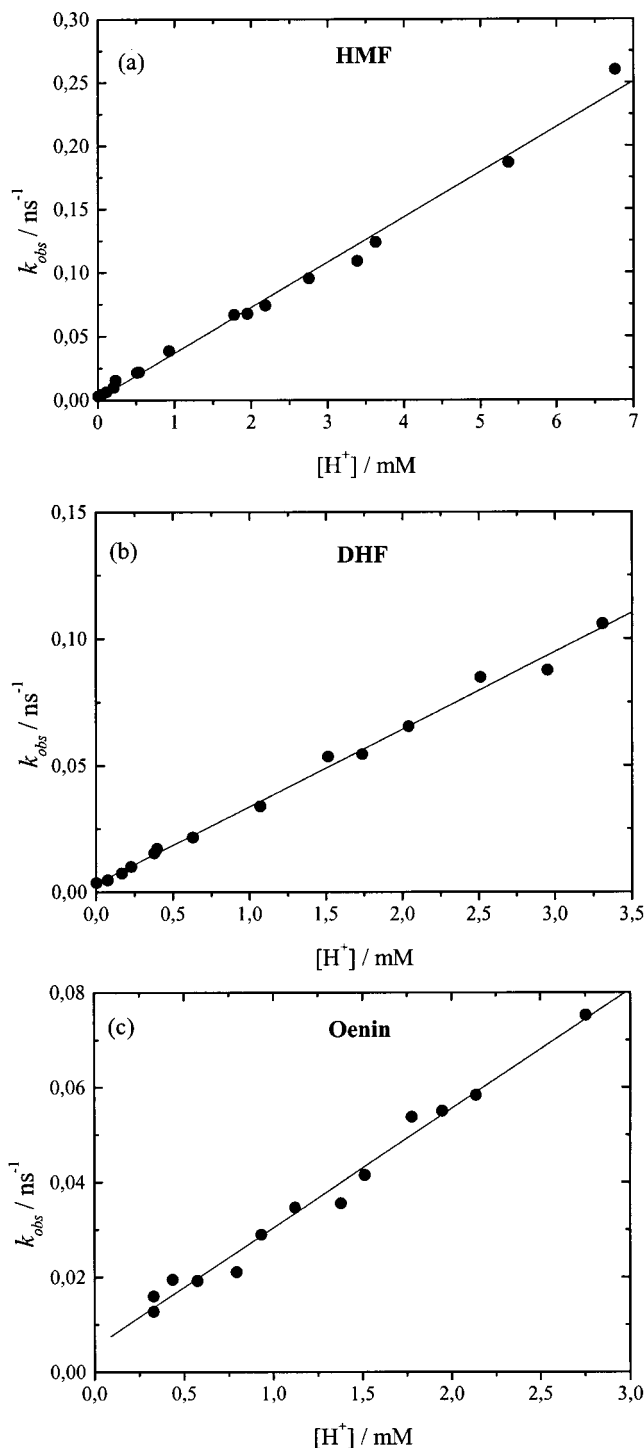 (a)
HMF
0,30
0,25
0,20
0,15
0,10
0,05
0,00
k_obs / ns⁻¹
0 1 2 3 4 5 6 7
[H⁺] / mM
(b)
DHF
0,15
0,10
0,05
0,00
k_obs / ns⁻¹
0,0 0,5 1,0 1,5 2,0 2,5 3,0 3,5
[H⁺] / mM
(c)
Oenin
0,08
0,06
0,04
0,02
0,00
k_obs / ns⁻¹
0,0 0,5 1,0 1,5 2,0 2,5 3,0
[H⁺] / mM